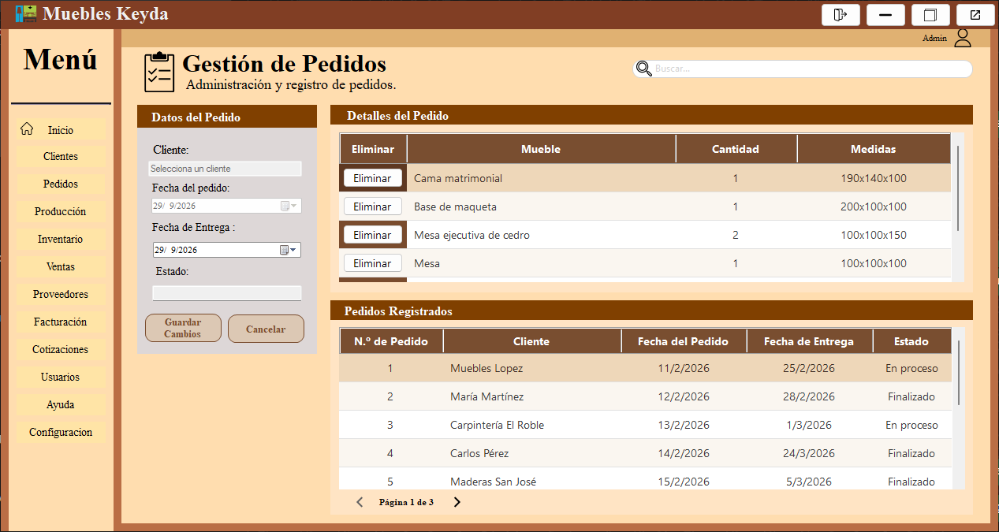 Muebles Keyda
Admin
Menú
Inicio
Clientes
Pedidos
Producción
Inventario
Ventas
Proveedores
Facturación
Cotizaciones
Usuarios
Ayuda
Configuracion
Gestión de Pedidos
Administración y registro de pedidos.
Buscar...
Datos del Pedido
Cliente:
Selecciona un cliente
Fecha del pedido:
29/ 9/2026
Fecha de Entrega :
29/ 9/2026
Estado:
Guardar
Cambios
Cancelar
Detalles del Pedido
Eliminar Mueble Cantidad Medidas
Eliminar Cama matrimonial 1 190x140x100
Eliminar Base de maqueta 1 200x100x100
Eliminar Mesa ejecutiva de cedro 2 100x100x150
Eliminar Mesa 1 100x100x100
Pedidos Registrados
N.º de Pedido Cliente Fecha del Pedido Fecha de Entrega Estado
1 Muebles Lopez 11/2/2026 25/2/2026 En proceso
2 María Martínez 12/2/2026 28/2/2026 Finalizado
3 Carpintería El Roble 13/2/2026 1/3/2026 En proceso
4 Carlos Pérez 14/2/2026 24/3/2026 Finalizado
5 Maderas San José 15/2/2026 5/3/2026 Finalizado
Página 1 de 3